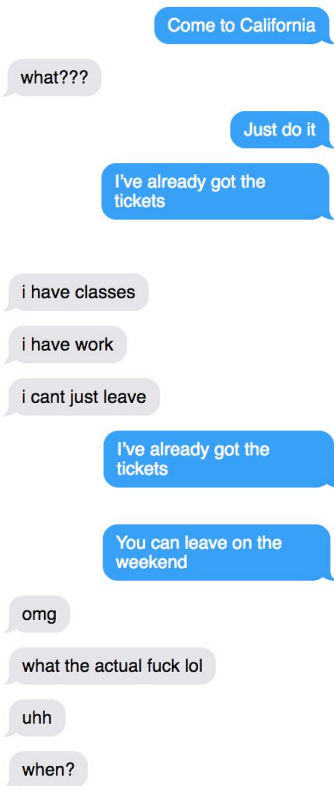 Come to California
what???
Just do it
I've already got the
tickets
i have classes
i have work
i cant just leave
I've already got the
tickets
You can leave on the
weekend
omg
what the actual fuck lol
uhh
when?